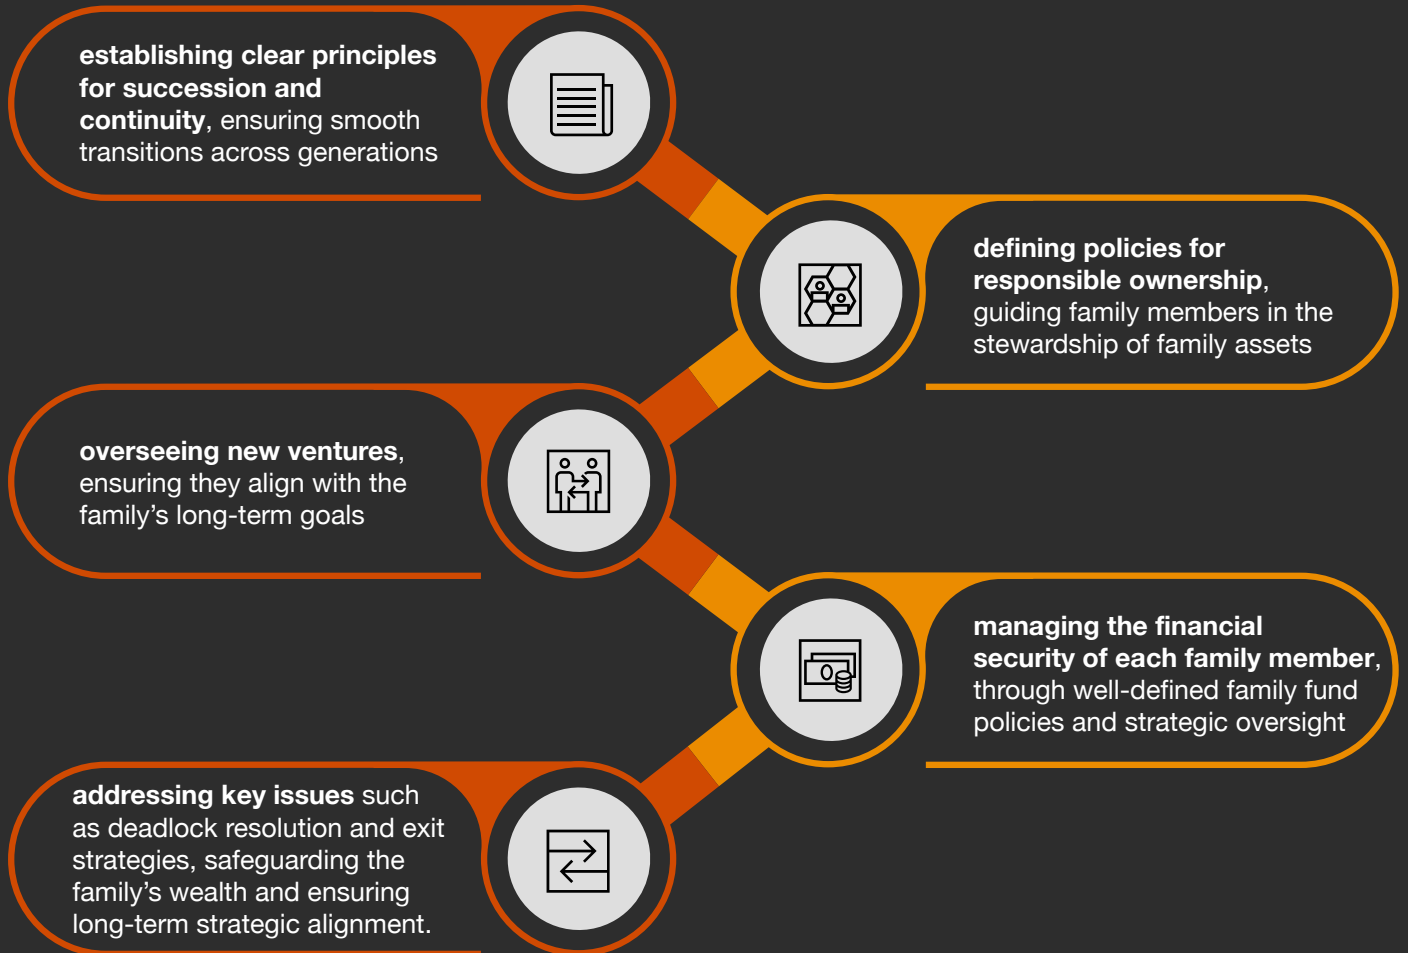 establishing clear principles
for succession and
continuity, ensuring smooth
transitions across generations
defining policies for
responsible ownership,
guiding family members in the
stewardship of family assets
overseeing new ventures,
ensuring they align with the
family’s long-term goals
managing the financial
security of each family member,
through well-defined family fund
policies and strategic oversight
addressing key issues such
as deadlock resolution and exit
strategies, safeguarding the
family’s wealth and ensuring
long-term strategic alignment.